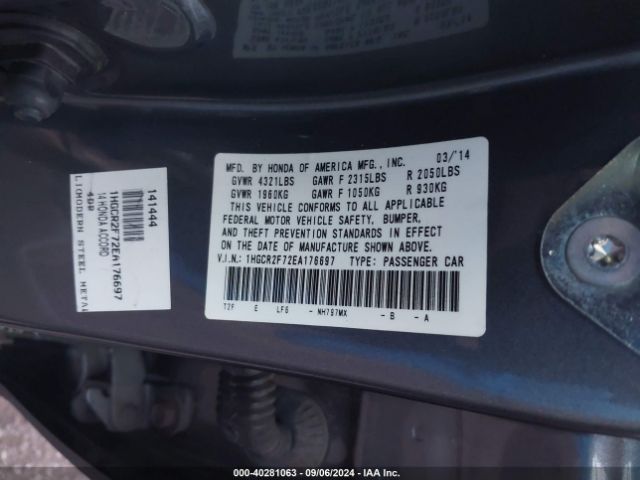 MFD. BY HONDA OF AMERICA MFG., INC. 03/'14
GVWR 4321LBS GAWR F 2315LBS R 2050LBS
GVWR 1960KG GAWR F 1050KG R 930KG
THIS VEHICLE CONFORMS TO ALL APPLICABLE
FEDERAL MOTOR VEHICLE SAFETY, BUMPER,
AND THEFT PREVENTION STANDARDS IN EFFECT
ON THE DATE OF MANUFACTURE SHOWN ABOVE.
V.I.N.: 1HGCR2F72EA176697 TYPE: PASSENGER CAR
T2F E LF6 - NH797MX - B - A
141444
14 HONDA ACCORD
1HGCR2F72EA176697
4DR
MODERN STEEL METAL
000-40281063 - 09/06/2024 - IAA Inc.